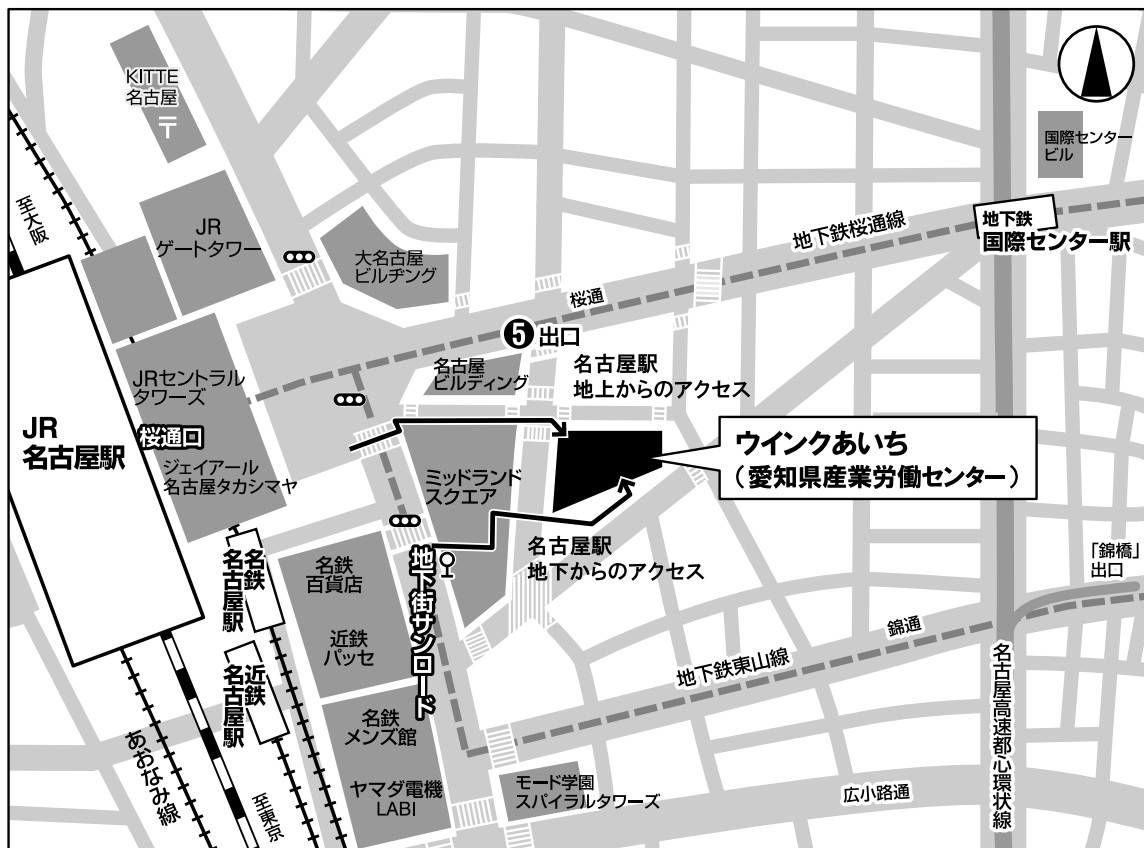 KITTE
名古屋
〒
国際センター
ビル
至大阪
JR
ゲートタワー
大名古屋
ビルヂング
地下鉄桜通線
地下鉄
国際センター駅
桜通
❺出口
JRセントラル
タワーズ
名古屋
ビルディング
名古屋駅
地上からのアクセス
JR
名古屋駅
桜通口
ジェイアール
名古屋タカシマヤ
ミッドランド
スクエア
ウインクあいち
(愛知県産業労働センター)
名古屋駅
地下からのアクセス
「錦橋」
出口
名鉄
名古屋駅
名鉄
百貨店
地下街サンロード
近鉄
パッセ
錦通
地下鉄東山線
近鉄
名古屋駅
名古屋高速都心環状線
名鉄
メンズ館
あおなみ線
至東京
ヤマダ電機
LABI
モード学園
スパイラルタワーズ
広小路通